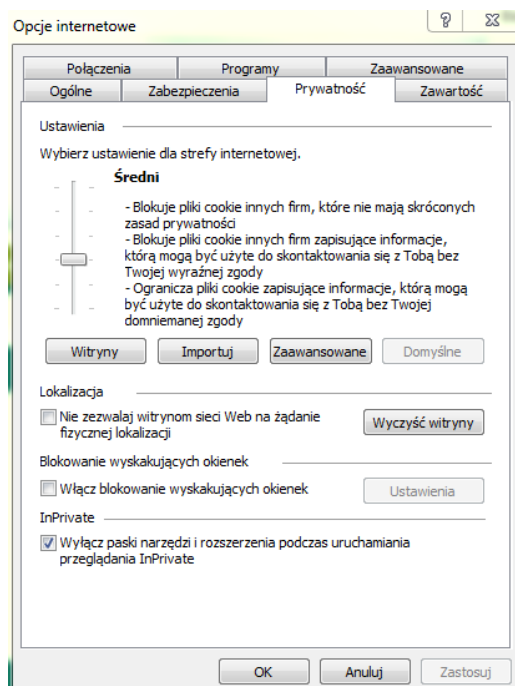 Opcje internetowe
Połączenia Programy Zaawansowane
Ogólne Zabezpieczenia Prywatność Zawartość
Ustawienia
Wybierz ustawienie dla strefy internetowej.
Średni
- Blokuje pliki cookie innych firm, które nie mają skróconych
zasad prywatności
- Blokuje pliki cookie innych firm zapisujące informacje,
którą mogą być użyte do skontaktowania się z Tobą bez
Twojej wyraźnej zgody
- Ogranicza pliki cookie zapisujące informacje, którą mogą
być użyte do skontaktowania się z Tobą bez Twojej
domniemanej zgody
Witryny Importuj Zaawansowane Domyślne
Lokalizacja
Nie zezwalaj witrynom sieci Web na żądanie
fizycznej lokalizacji
Wyczyść witryny
Blokowanie wyskakujących okienek
Włącz blokowanie wyskakujących okienek Ustawienia
InPrivate
Wyłącz paski narzędzi i rozszerzenia podczas uruchamiania
przeglądania InPrivate
OK Anuluj Zastosuj